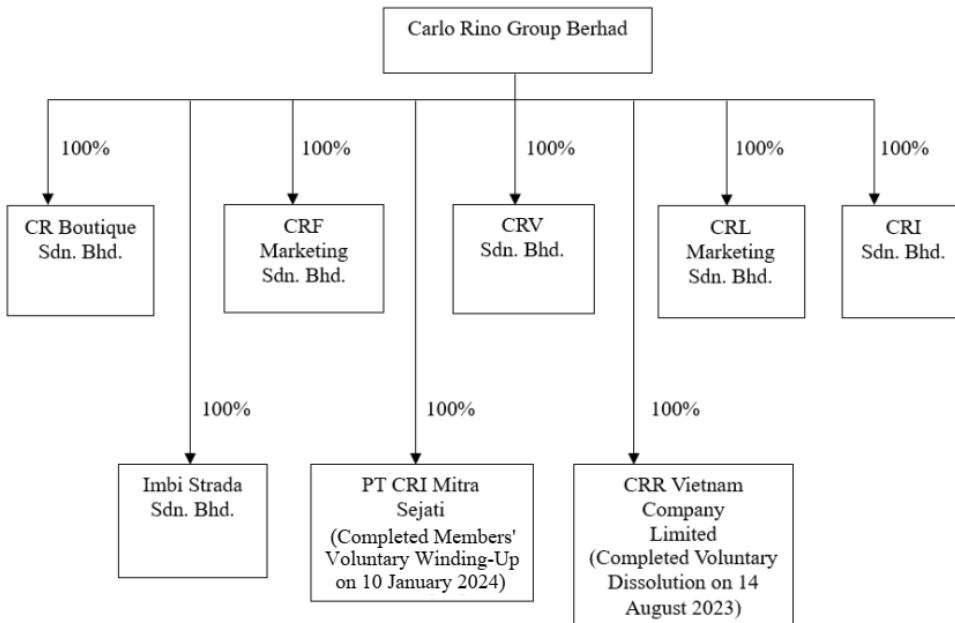 Carlo Rino Group Berhad
100%
100%
100%
100%
100%
CR Boutique
Sdn. Bhd.
CRF
Marketing
Sdn. Bhd.
CRV
Sdn. Bhd.
CRL
Marketing
Sdn. Bhd.
CRI
Sdn. Bhd.
100%
100%
100%
Imbi Strada
Sdn. Bhd.
PT CRI Mitra
Sejati
(Completed Members'
Voluntary Winding-Up
on 10 January 2024)
CRR Vietnam
Company
Limited
(Completed Voluntary
Dissolution on 14
August 2023)